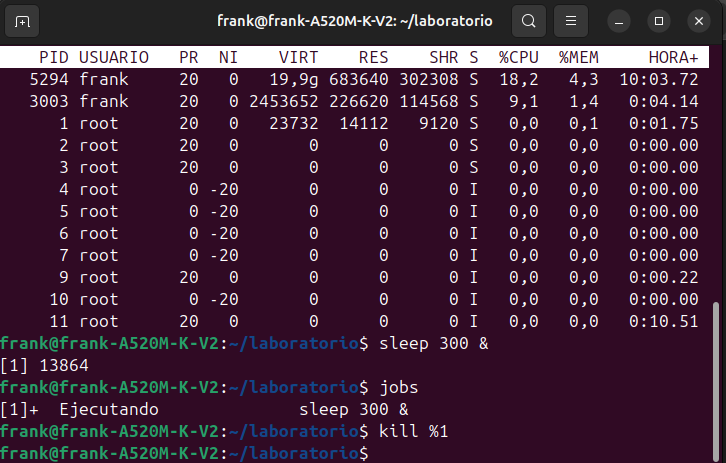 frank@frank-A520M-K-V2: ~/laboratorio
PID USUARIO PR NI VIRT RES SHR S %CPU %MEM HORA+
5294 frank 20 0 19,9g 683640 302308 S 18,2 4,3 10:03.72
3003 frank 20 0 2453652 226620 114568 S 9,1 1,4 0:04.14
1 root 20 0 23732 14112 9120 S 0,0 0,1 0:01.75
2 root 20 0 0 0 0 S 0,0 0,0 0:00.00
3 root 20 0 0 0 0 S 0,0 0,0 0:00.00
4 root 0 -20 0 0 0 I 0,0 0,0 0:00.00
5 root 0 -20 0 0 0 I 0,0 0,0 0:00.00
6 root 0 -20 0 0 0 I 0,0 0,0 0:00.00
7 root 0 -20 0 0 0 I 0,0 0,0 0:00.00
9 root 20 0 0 0 0 I 0,0 0,0 0:00.22
10 root 0 -20 0 0 0 I 0,0 0,0 0:00.00
11 root 20 0 0 0 0 I 0,0 0,0 0:10.51
frank@frank-A520M-K-V2:~/laboratorio$ sleep 300 &
[1] 13864
frank@frank-A520M-K-V2:~/laboratorio$ jobs
[1]+ Ejecutando sleep 300 &
frank@frank-A520M-K-V2:~/laboratorio$ kill %1
frank@frank-A520M-K-V2:~/laboratorio$